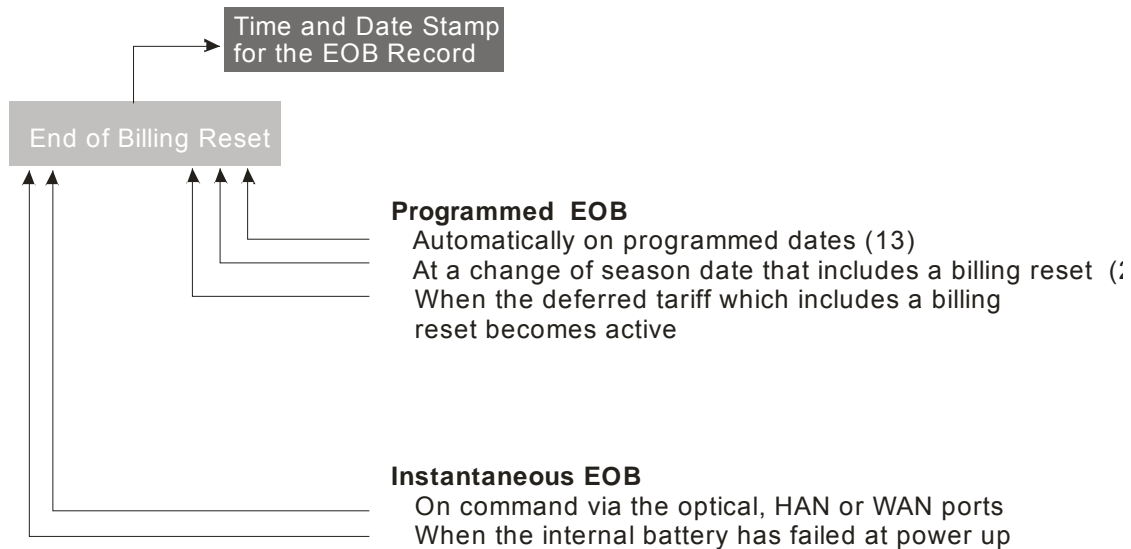 Time and Date Stamp
for the EOB Record
End of Billing Reset
Programmed EOB
Automatically on programmed dates (13)
At a change of season date that includes a billing reset (2
When the deferred tariff which includes a billing
reset becomes active
Instantaneous EOB
On command via the optical, HAN or WAN ports
When the internal battery has failed at power up